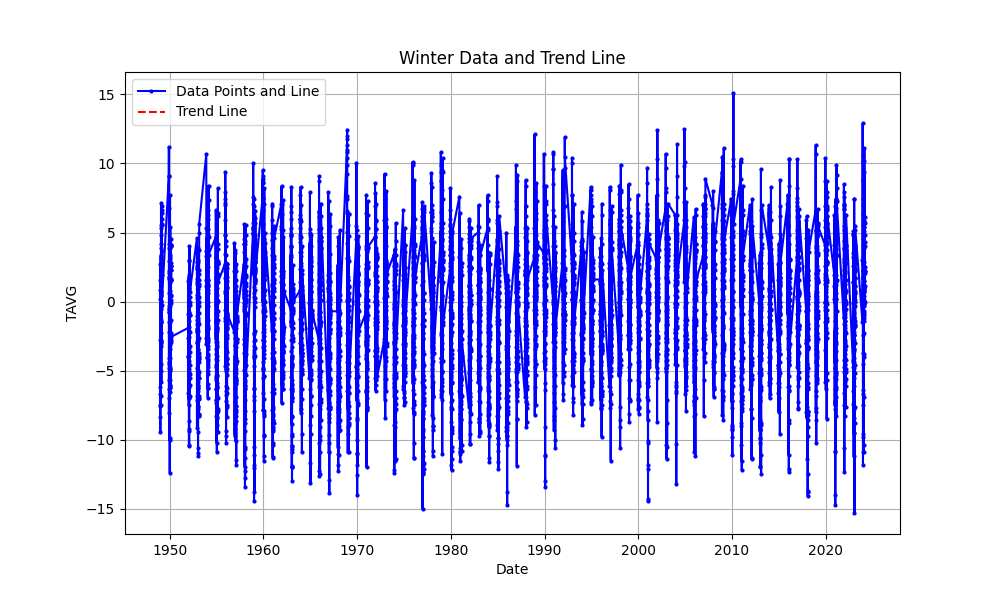 Winter Data and Trend Line
Data Points and Line
Trend Line
15
10
5
0
−5
−10
−15
TAVG
1950 1960 1970 1980 1990 2000 2010 2020
Date